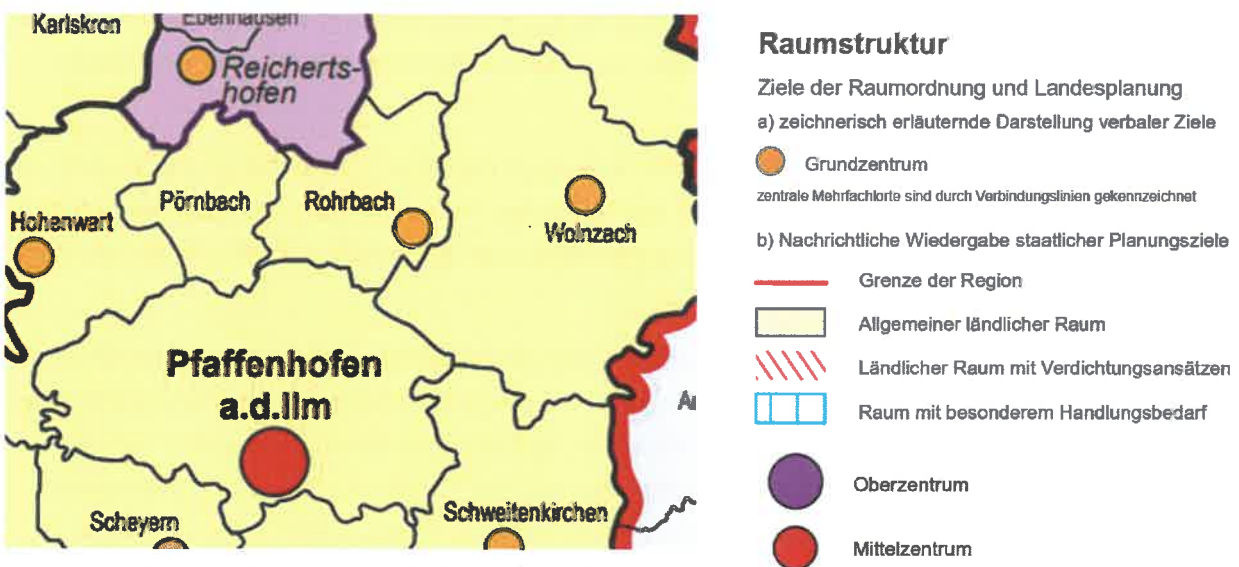 Karlskron
Ebenhausen
Reicherts-
hofen
Pörnbach
Rohrbach
Hohenwart
Wolnzach
Pfaffenhofen
a.d.Ilm
Scheyern
Schweitenkirchen
Raumstruktur
Ziele der Raumordnung und Landesplanung
a) zeichnerisch erläuternde Darstellung verbaler Ziele
Grundzentrum
zentrale Mehrfachlorte sind durch Verbindungslinien gekennzeichnet
b) Nachrichtliche Wiedergabe staatlicher Planungsziele
Grenze der Region
Allgemeiner ländlicher Raum
Ländlicher Raum mit Verdichtungsansätzen
Raum mit besonderem Handlungsbedarf
Oberzentrum
Mittelzentrum